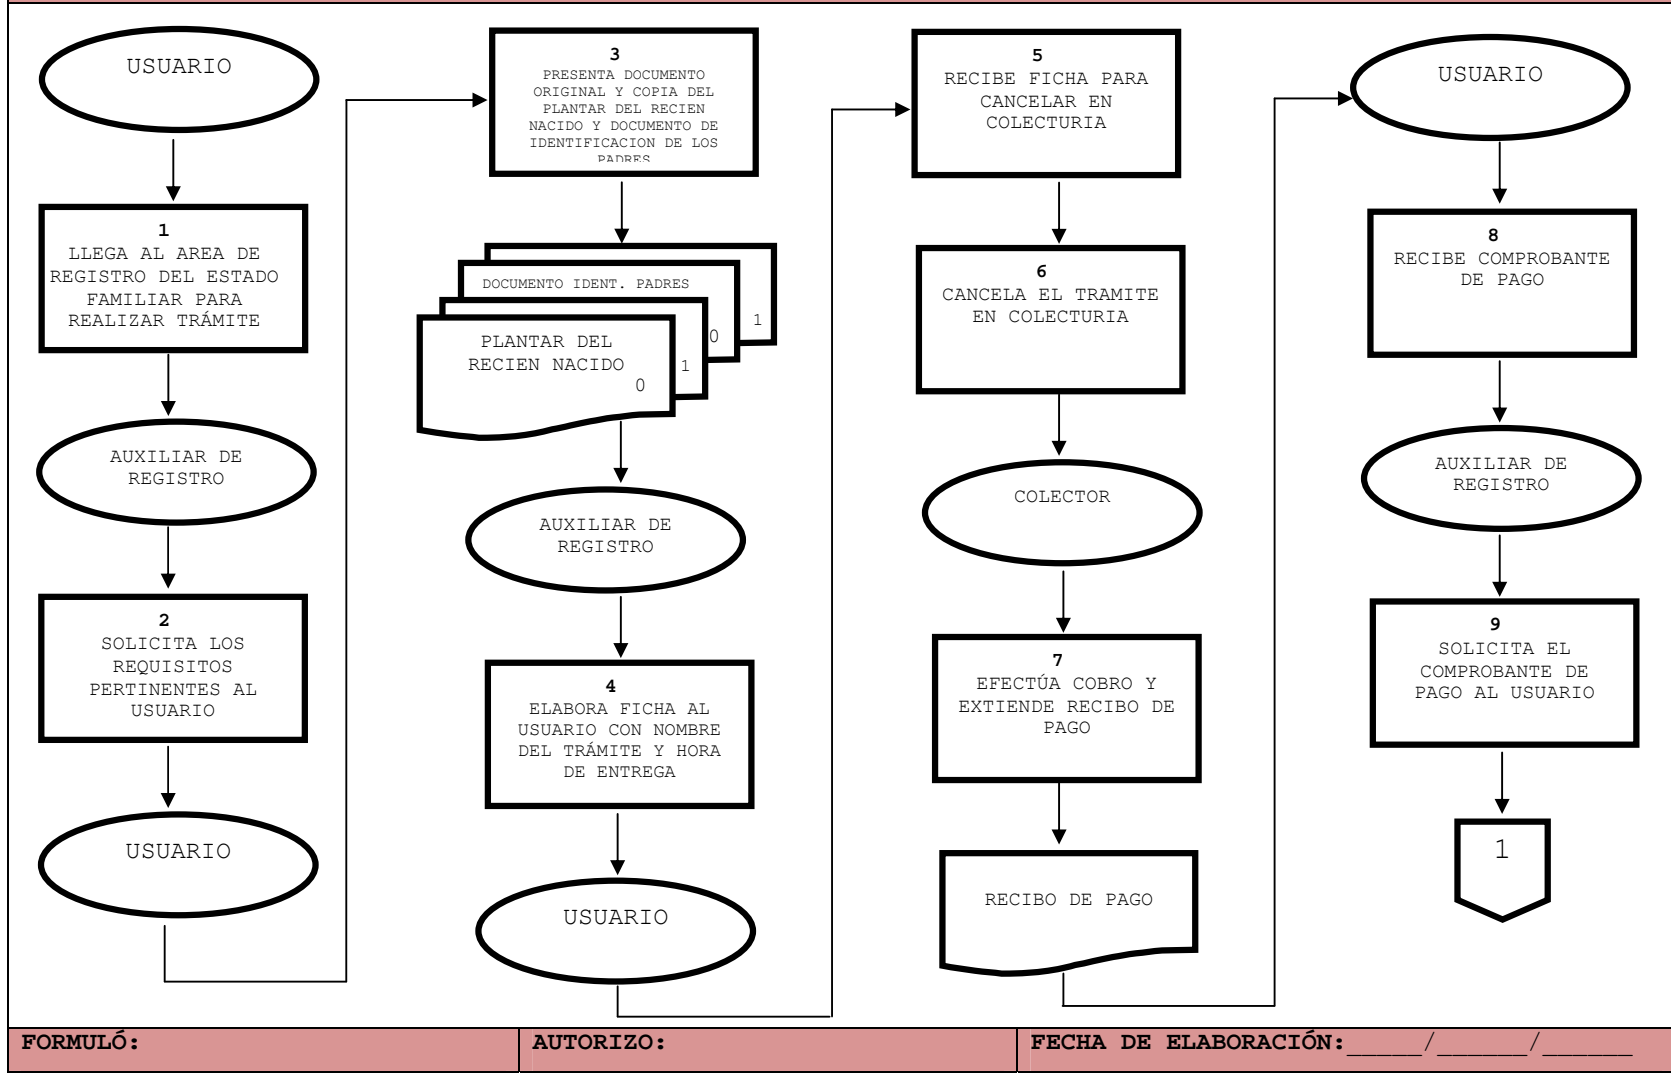 USUARIO
1
LLEGA AL AREA DE
REGISTRO DEL ESTADO
FAMILIAR PARA
REALIZAR TRÁMITE
AUXILIAR DE
REGISTRO
2
SOLICITA LOS
REQUISITOS
PERTINENTES AL
USUARIO
USUARIO
3
PRESENTA DOCUMENTO
ORIGINAL Y COPIA DEL
PLANTAR DEL RECIEN
NACIDO Y DOCUMENTO DE
IDENTIFICACION DE LOS
PADRES
DOCUMENTO IDENT. PADRES
1
0
1
PLANTAR DEL
RECIEN NACIDO
0
AUXILIAR DE
REGISTRO
4
ELABORA FICHA AL
USUARIO CON NOMBRE
DEL TRÁMITE Y HORA
DE ENTREGA
USUARIO
5
RECIBE FICHA PARA
CANCELAR EN
COLECTURIA
6
CANCELA EL TRAMITE
EN COLECTURIA
COLECTOR
7
EFECTÚA COBRO Y
EXTIENDE RECIBO DE
PAGO
RECIBO DE PAGO
USUARIO
8
RECIBE COMPROBANTE
DE PAGO
AUXILIAR DE
REGISTRO
9
SOLICITA EL
COMPROBANTE DE
PAGO AL USUARIO
1
FORMULÓ:
AUTORIZO:
FECHA DE ELABORACIÓN:_____/______/______